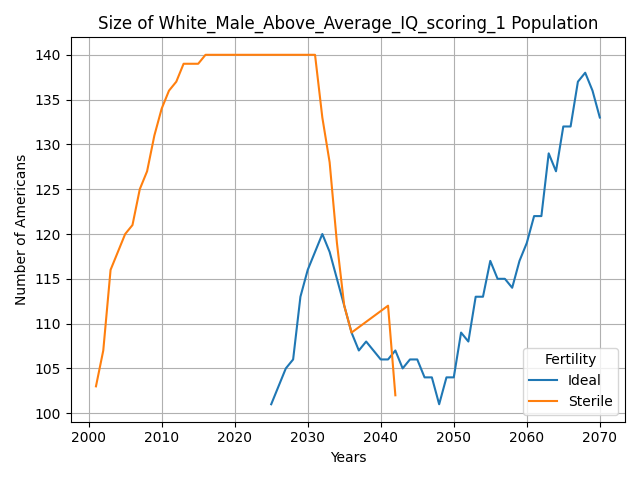 Size of White_Male_Above_Average_IQ_scoring_1 Population
Number of Americans
140
135
130
125
120
115
110
105
100
Fertility
Ideal
Sterile
2000 2010 2020 2030 2040 2050 2060 2070
Years